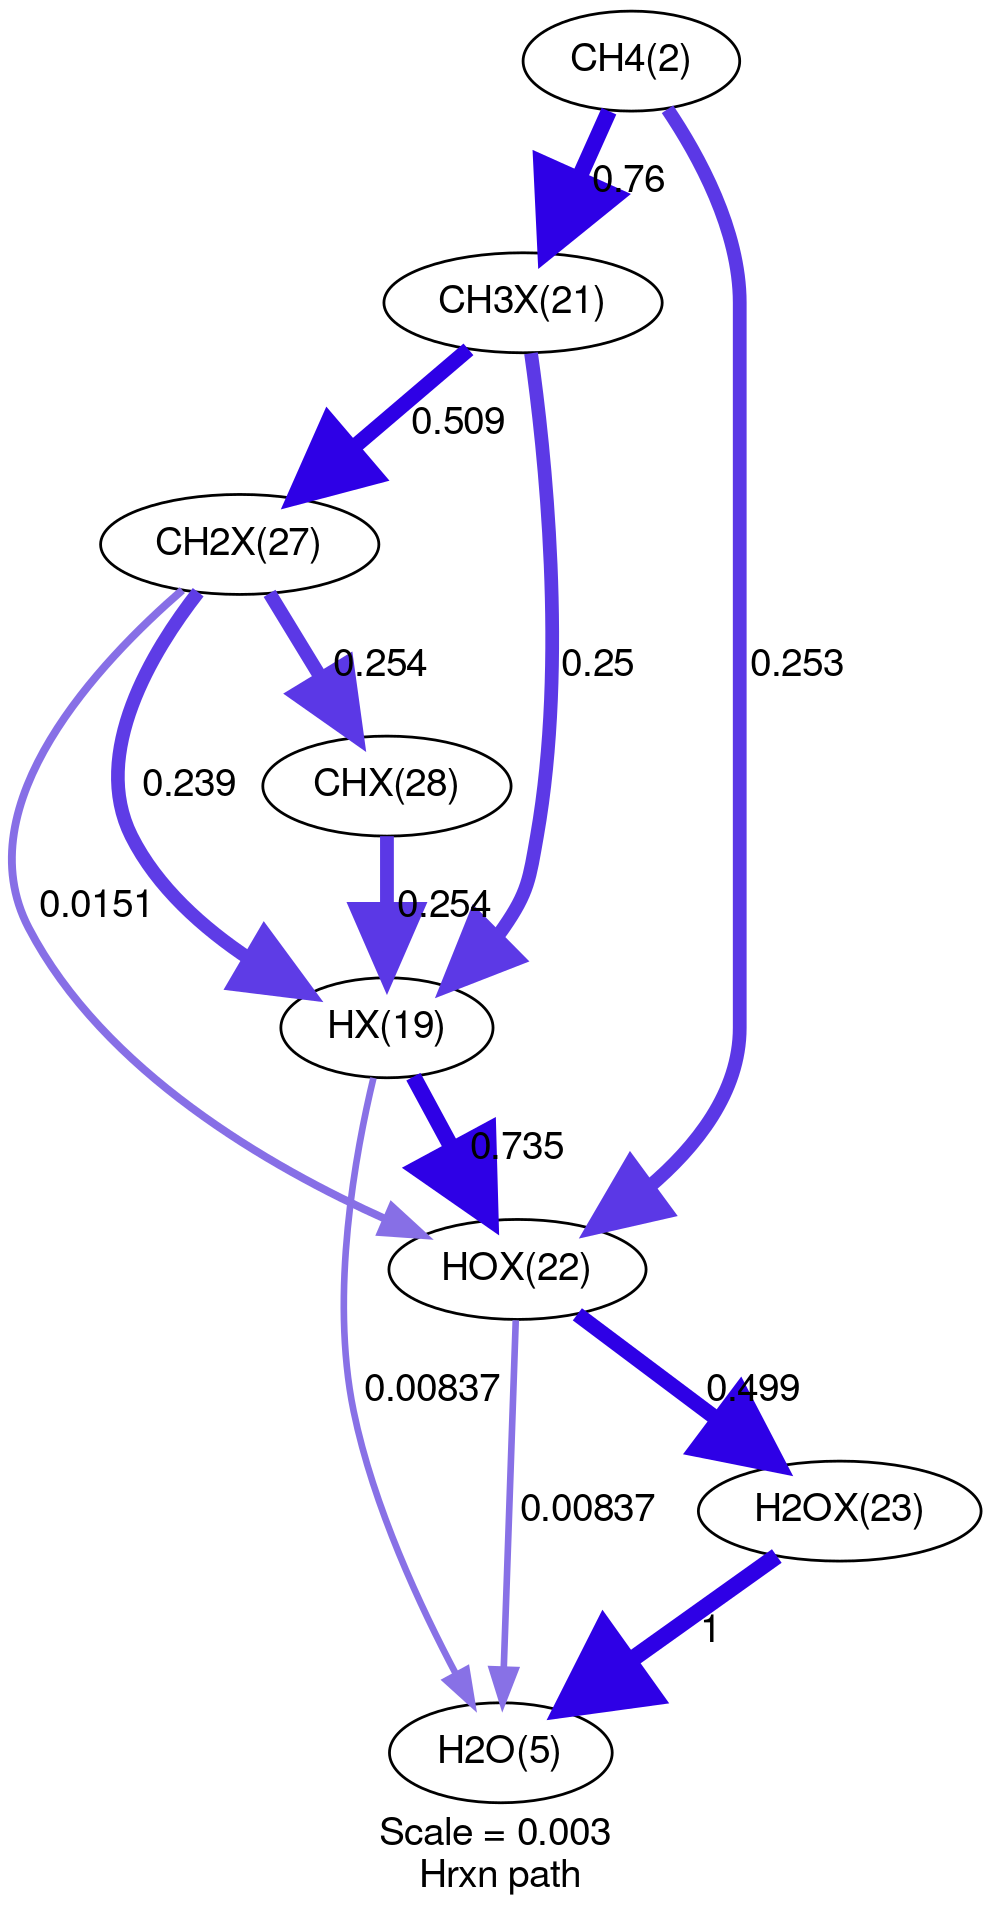 CH4(2)
0.76
CH3X(21)
0.509
CH2X(27)
0.254
0.25
0.253
0.239
CHX(28)
0.0151
0.254
HX(19)
0.735
HOX(22)
0.00837
0.499
0.00837
H2OX(23)
1
H2O(5)
Scale = 0.003
Hrxn path